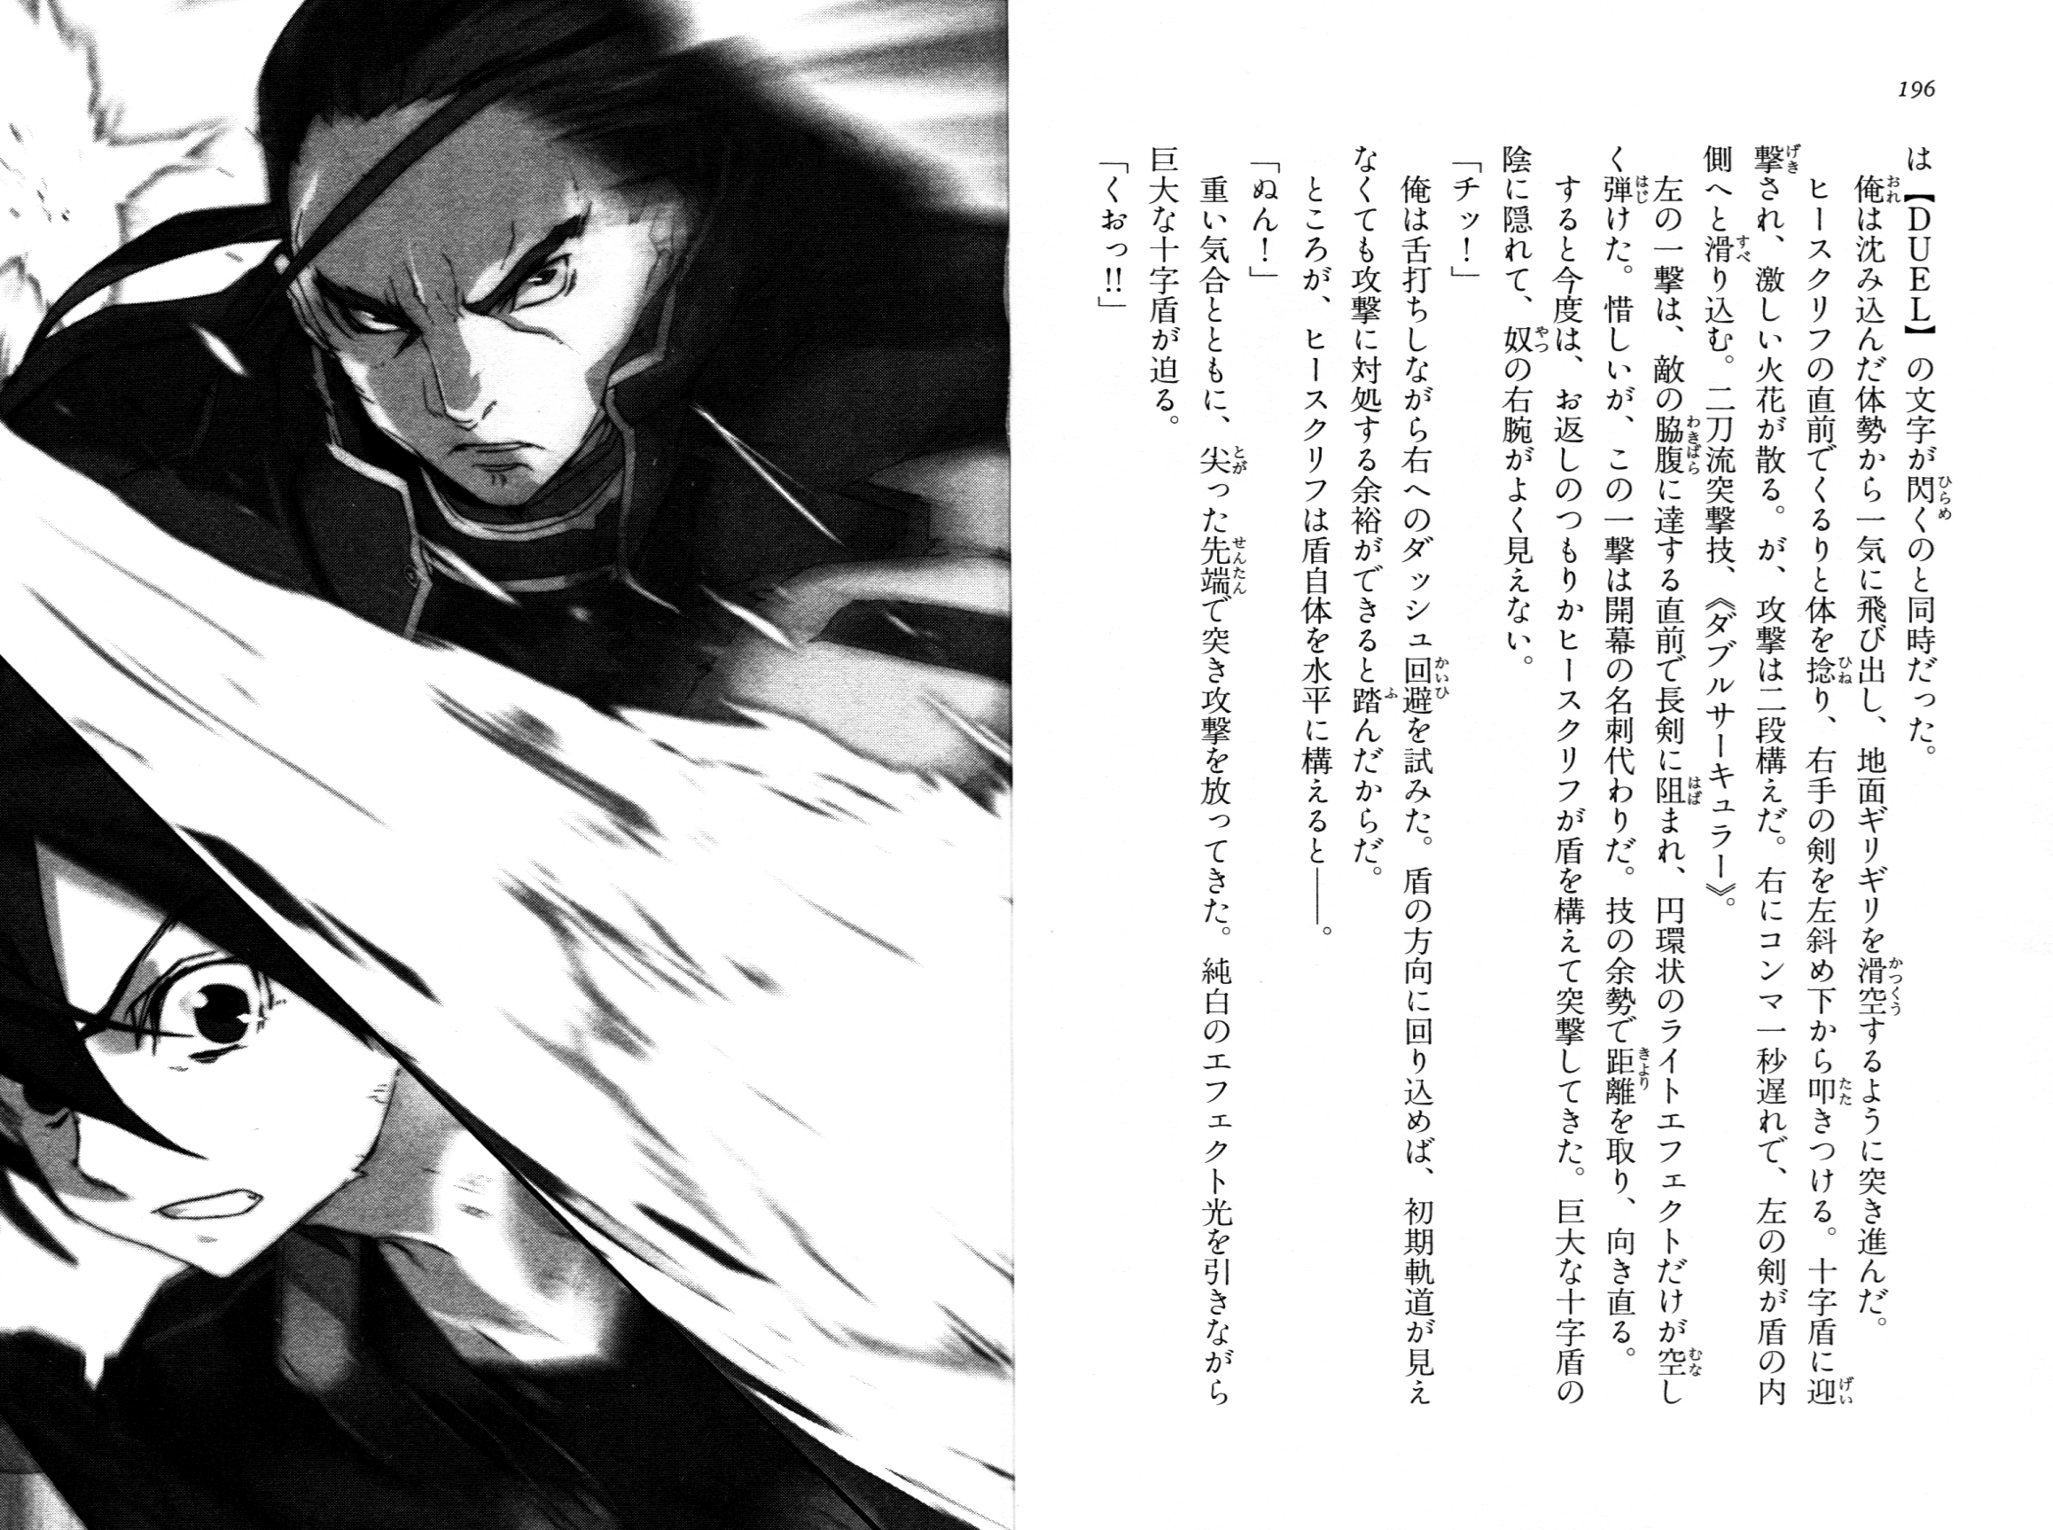 196
は【DUEL】の文字が閃くのと同時だった。
俺は沈み込んだ体勢から一気に飛び出し、地面ギリギリを滑空するように突き進んだ。
ヒースクリフの直前でくるりと体を捻り、右手の剣を左斜め下から叩きつける。十字盾に迎
撃され、激しい火花が散る。が、攻撃は二段構えだ。右にコンマ一秒遅れで、左の剣が盾の内
側へと滑り込む。二刀流突撃技、《ダブルサーキュラー》。
左の一撃は、敵の脇腹に達する直前で長剣に阻まれ、円環状のライトエフェクトだけが空し
く弾けた。惜しいが、この一撃は開幕の名刺代わりだ。技の余勢で距離を取り、向き直る。
すると今度は、お返しのつもりかヒースクリフが盾を構えて突撃してきた。巨大な十字盾の
陰に隠れて、奴の右腕がよく見えない。
「チッ！」
俺は舌打ちしながら右へのダッシュ回避を試みた。盾の方向に回り込めば、初期軌道が見え
なくても攻撃に対処する余裕ができると踏んだからだ。
ところが、ヒースクリフは盾自体を水平に構えると――。
「ぬん！」
重い気合とともに、尖った先端で突き攻撃を放ってきた。純白のエフェクト光を引きながら
巨大な十字盾が迫る。
「くおっ!!」